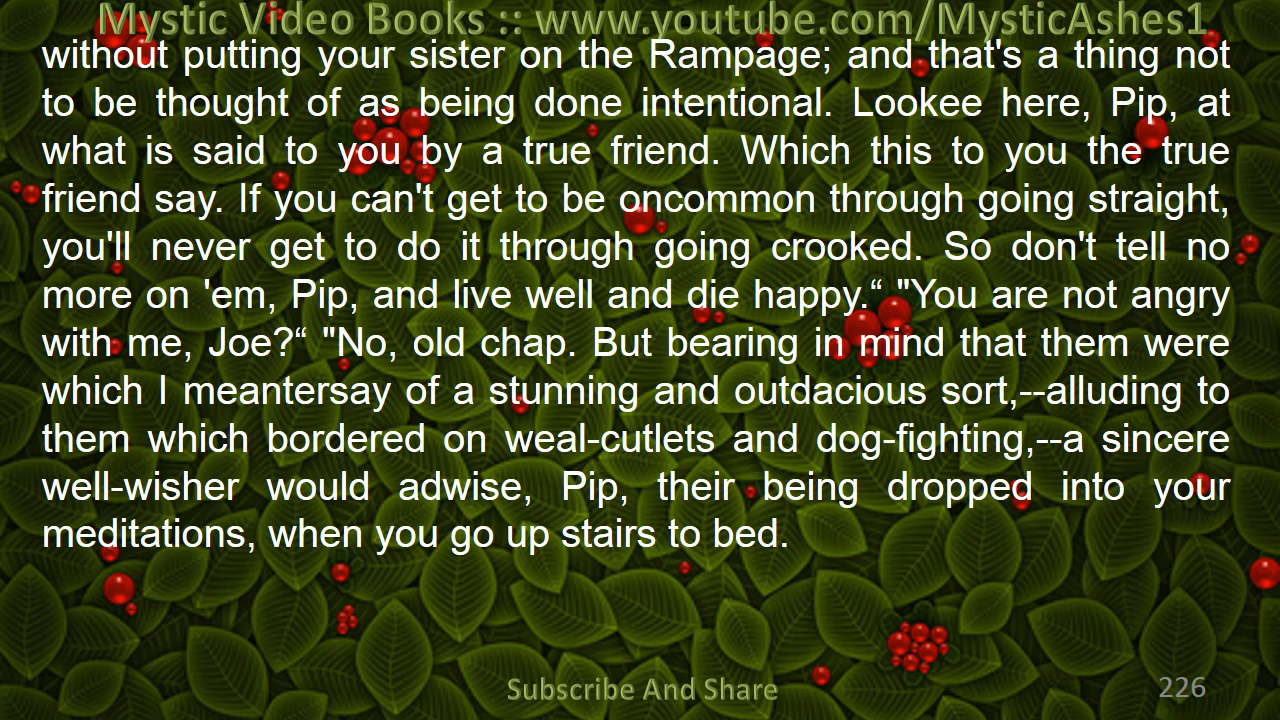 Mystic Video Books :: www.youtube.com/MysticAshes1
without putting your sister on the Rampage; and that's a thing not
to be thought of as being done intentional. Lookee here, Pip, at
what is said to you by a true friend. Which this to you the true
friend say. If you can't get to be oncommon through going straight,
you'll never get to do it through going crooked. So don't tell no
more on 'em, Pip, and live well and die happy.“ "You are not angry
with me, Joe?“ "No, old chap. But bearing in mind that them were
which I meantersay of a stunning and outdacious sort,--alluding to
them which bordered on weal-cutlets and dog-fighting,--a sincere
well-wisher would adwise, Pip, their being dropped into your
meditations, when you go up stairs to bed.
Subscribe And Share
226